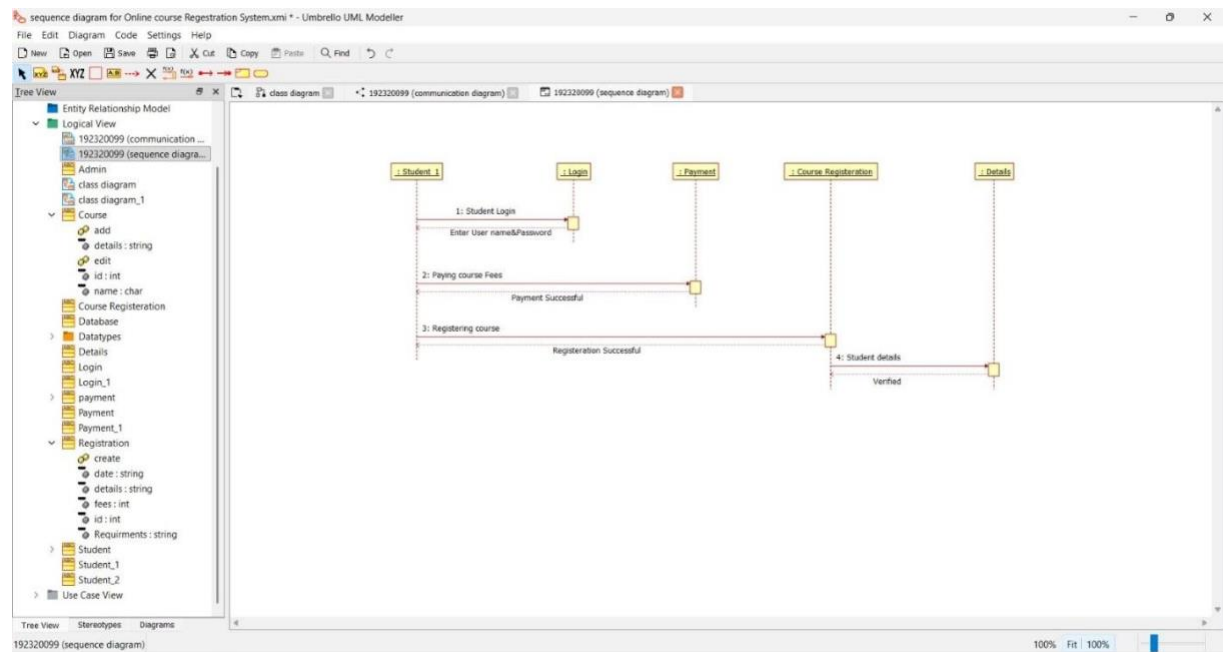 sequence diagram for Online course Regestration System.xmi * - Umbrello UML Modeller
File Edit Diagram Code Settings Help
New Open Save Cut Copy Paste Find
XYZ XYZ A.B
Tree View
class diagram 192320099 (communication diagram) 192320099 (sequence diagram)
Entity Relationship Model
Logical View
192320099 (communication ...
192320099 (sequence diagra...
Admin
class diagram
class diagram_1
Course
add
details : string
edit
id : int
name : char
Course Registeration
Database
Datatypes
Details
Login
Login_1
payment
Payment
Payment_1
Registration
create
date : string
details : string
fees : int
id : int
Requirments : string
Student
Student_1
Student_2
Use Case View
Tree View Stereotypes Diagrams
: Student_1 : Login : Payment : Course Registeration : Details
1: Student Login
Enter User name&Password
2: Paying course Fees
Payment Successful
3: Registering course
Registeration Successful
4: Student details
Verified
192320099 (sequence diagram)
100% Fit 100%